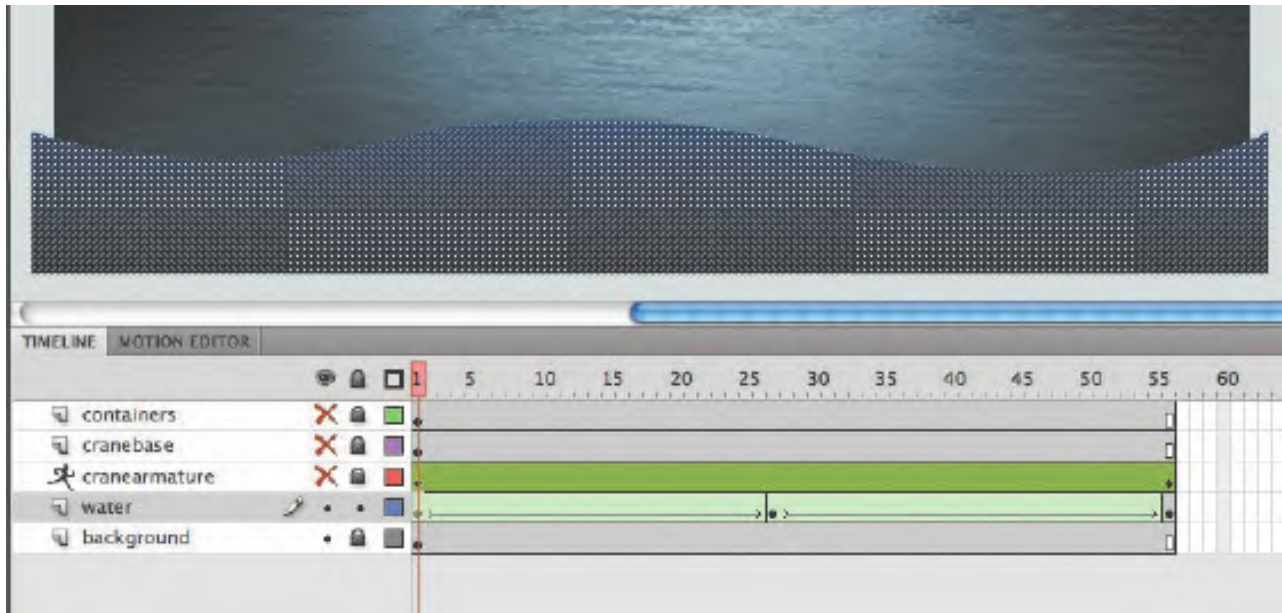 TIMELINE MOTION EDITOR
1 5 10 15 20 25 30 35 40 45 50 55 60
containers
cranebase
cranearmature
water
background